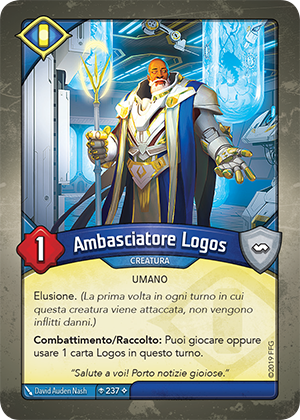 Ambasciatore Logos
CREATURA
1
UMANO
Elusione. (La prima volta in ogni turno in cui
questa creatura viene attaccata, non vengono
inflitti danni.)
Combattimento/Raccolto: Puoi giocare oppure
usare 1 carta Logos in questo turno.
"Salute a voi! Porto notizie gioiose."
David Auden Nash
237
©2019 FFG